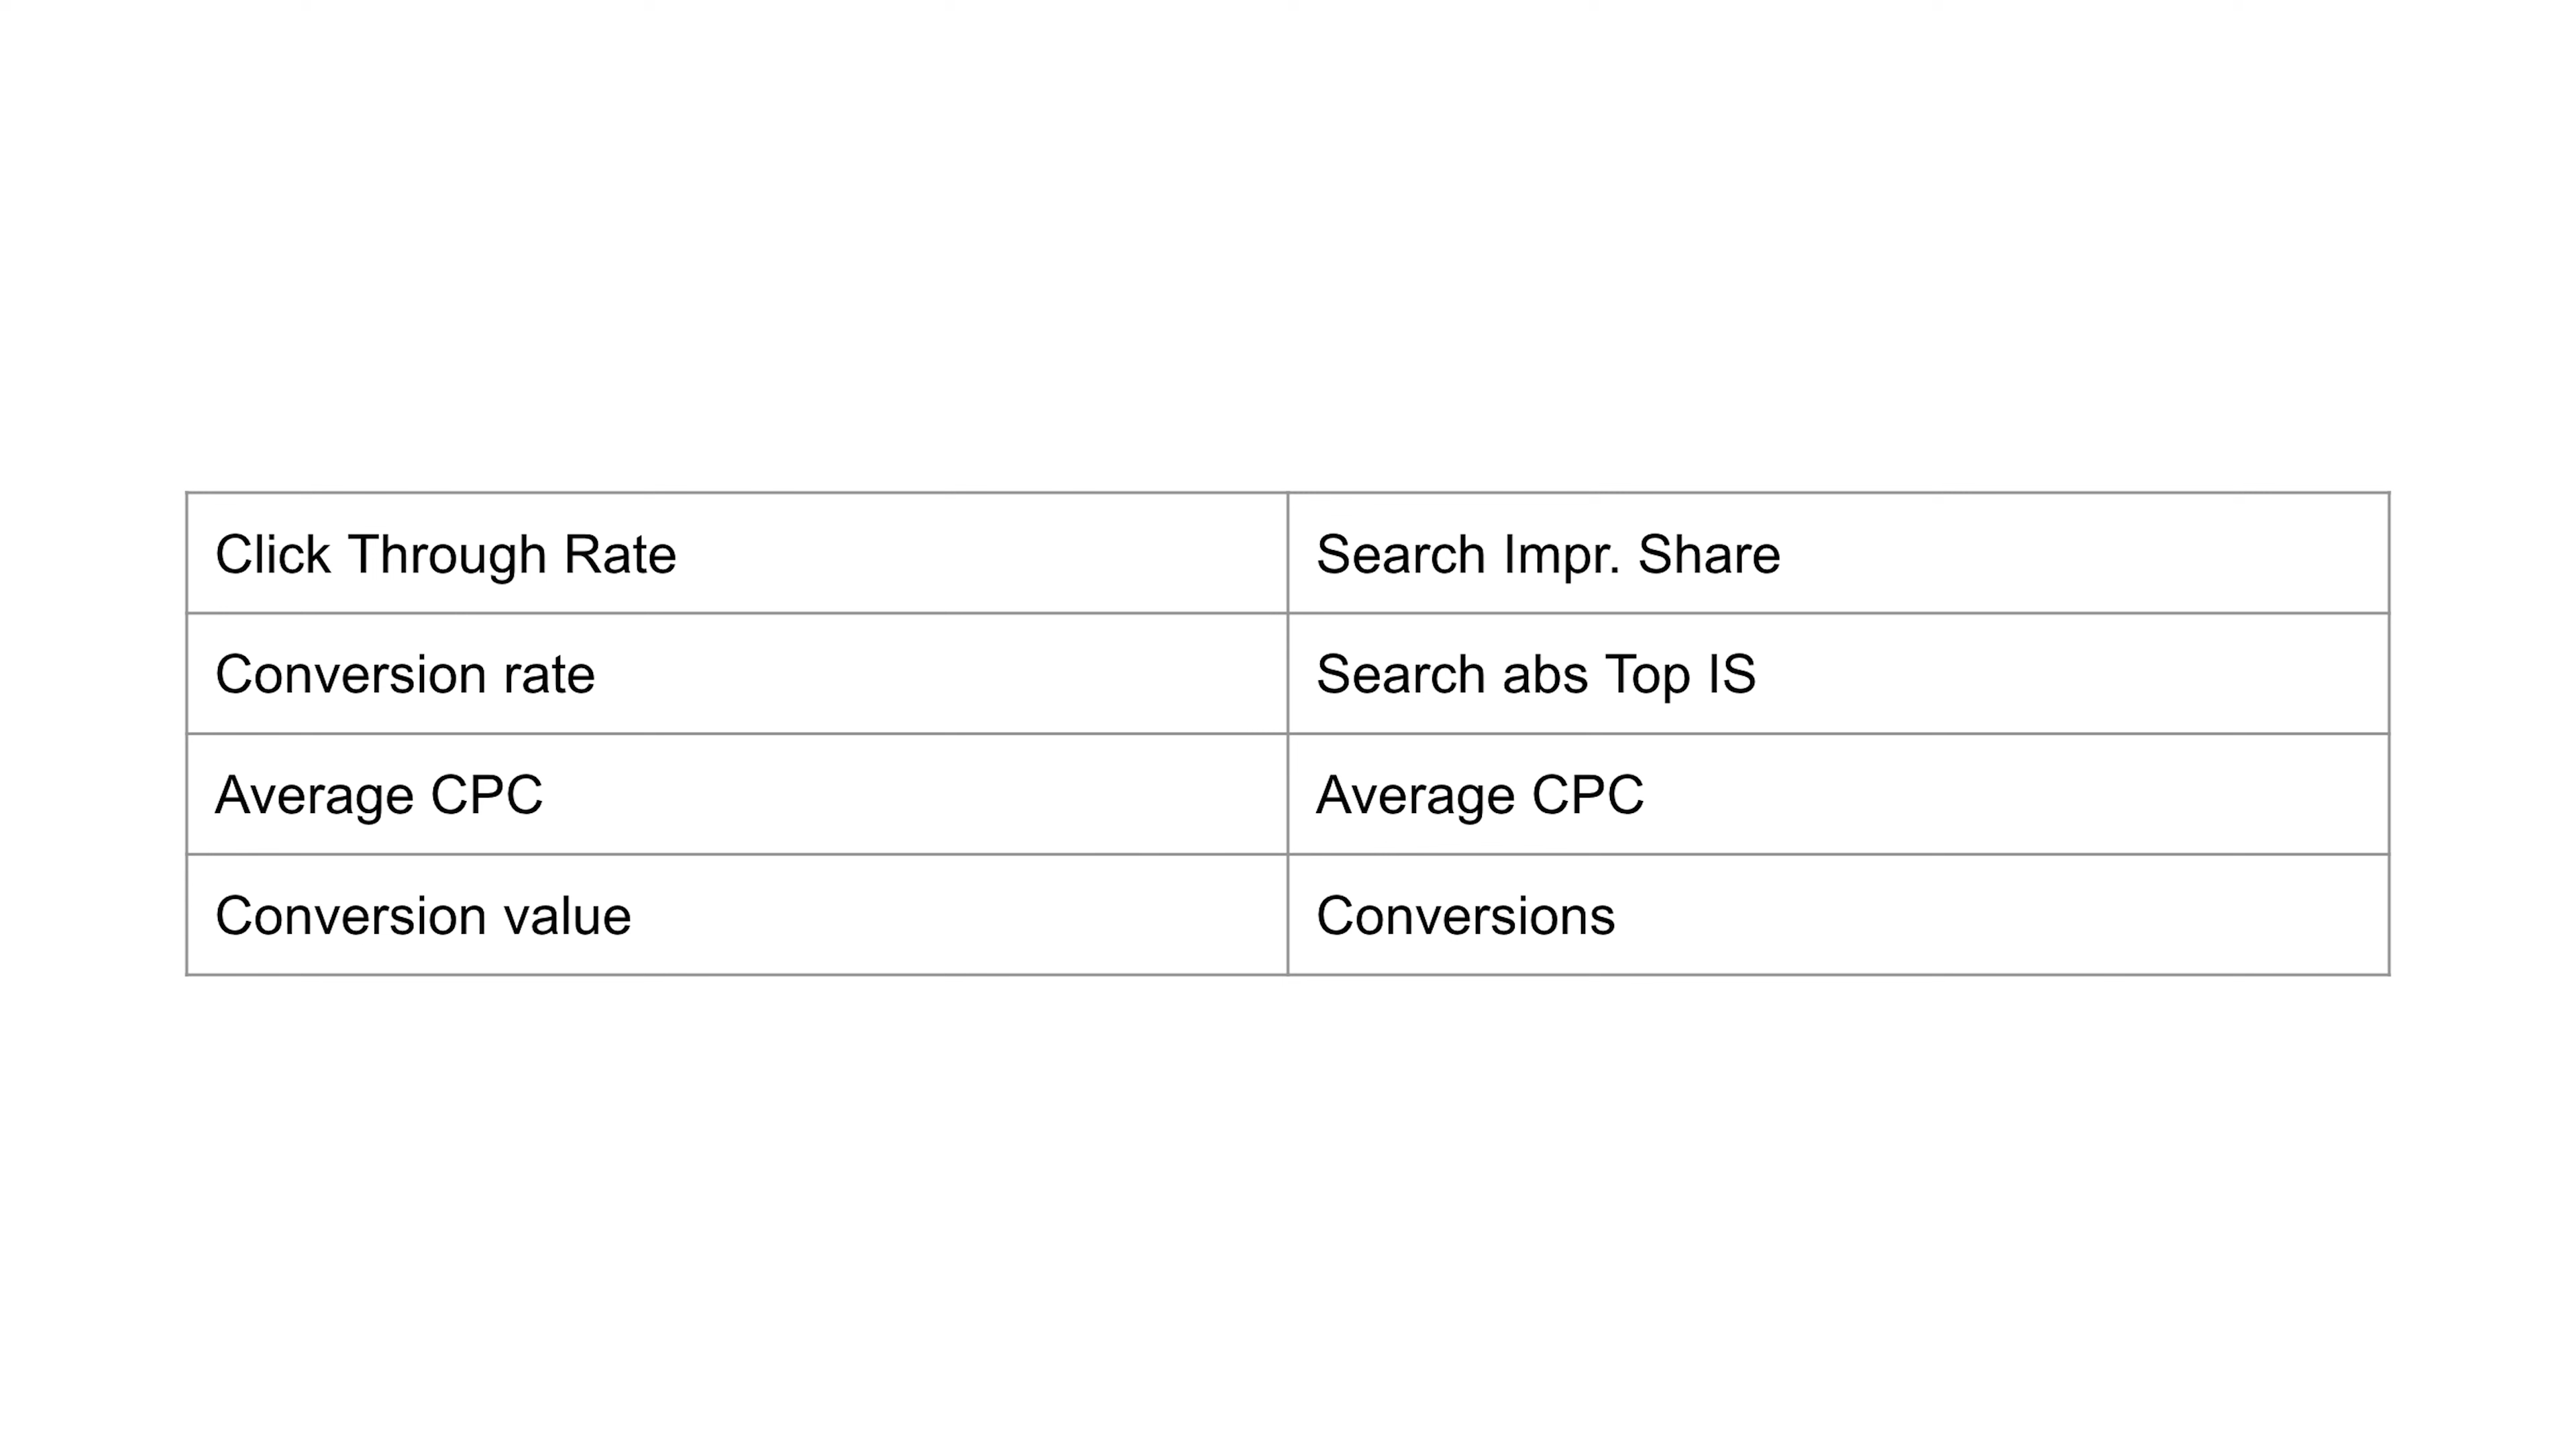 Click Through Rate
Search Impr. Share
Conversion rate
Search abs Top IS
Average CPC
Average CPC
Conversion value
Conversions